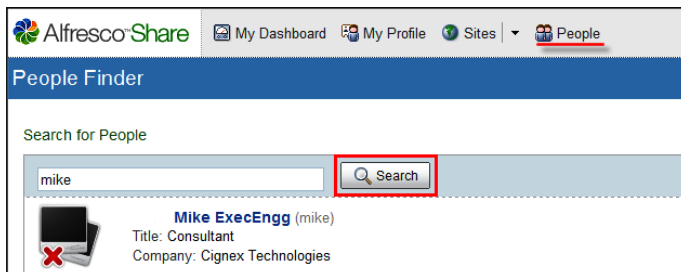 Alfresco Share My Dashboard My Profile Sites People
People Finder
Search for People
mike Search
Mike ExecEngg (mike)
Title: Consultant
Company: Cignex Technologies